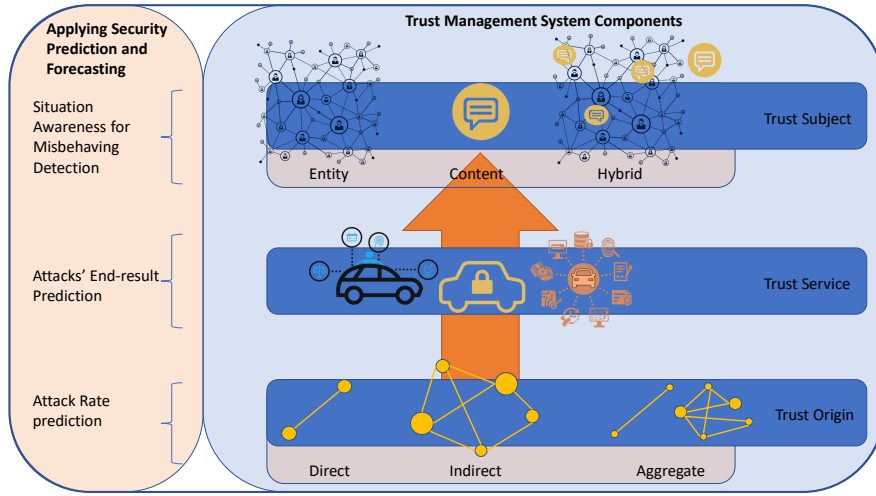 Applying Security
Prediction and
Forecasting
Situation
Awareness for
Misbehaving
Detection
Attacks' End-result
Prediction
Attack Rate
prediction
Trust Management System Components
Trust Subject
Entity
Content
Hybrid
Trust Service
Trust Origin
Direct
Indirect
Aggregate